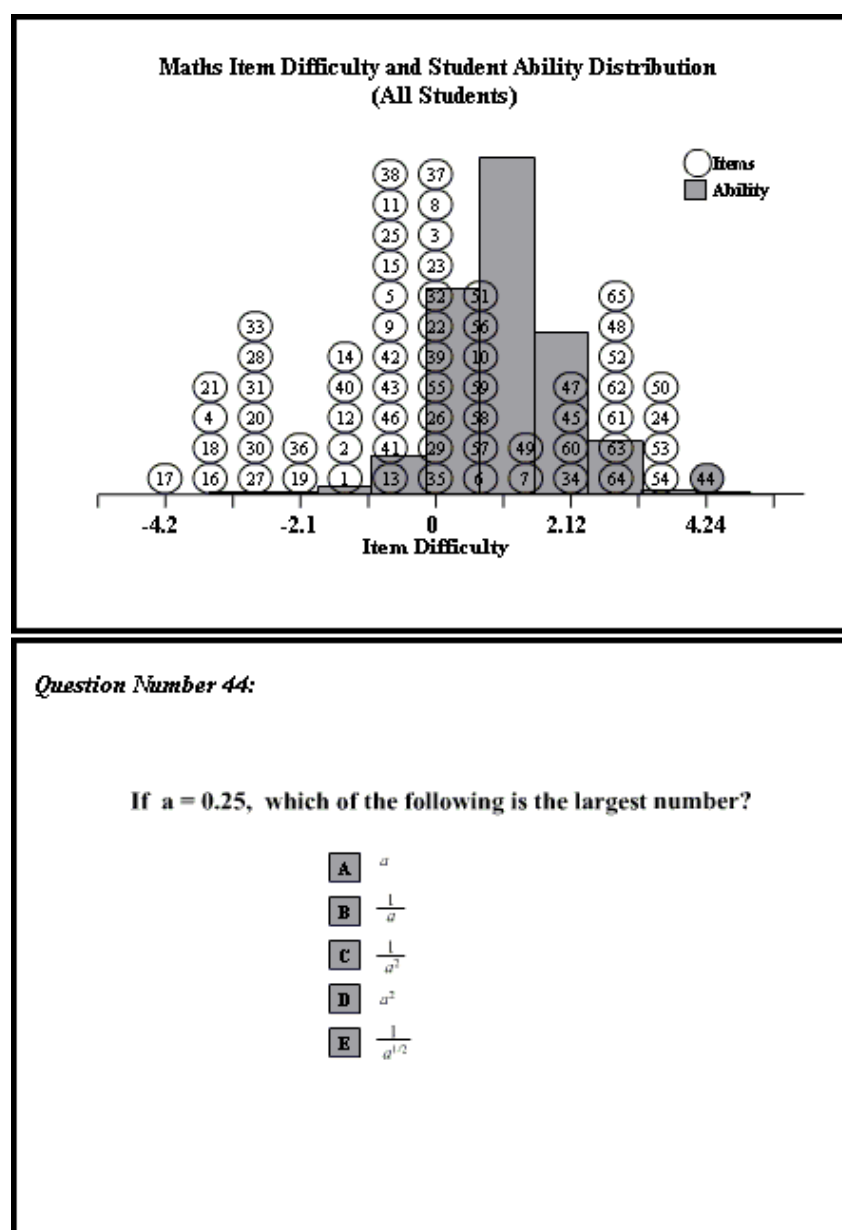 Maths Item Difficulty and Student Ability Distribution
(All Students)
Items
Ability
38 37
11 8
25 3
15 23
5 32 51 65
33 9 22 56 48
28 14 42 39 10 52
21 31 40 43 55 59 47 62 50
4 20 12 46 26 58 45 61 24
18 30 36 2 41 29 57 49 60 63 53
17 16 27 19 1 13 35 6 7 34 64 54 44
-4.2 -2.1 0 2.12 4.24
Item Difficulty
Question Number 44:
If a = 0.25, which of the following is the largest number?
A a
B 1/a
C 1/a²
D a²
E 1/a^1/2